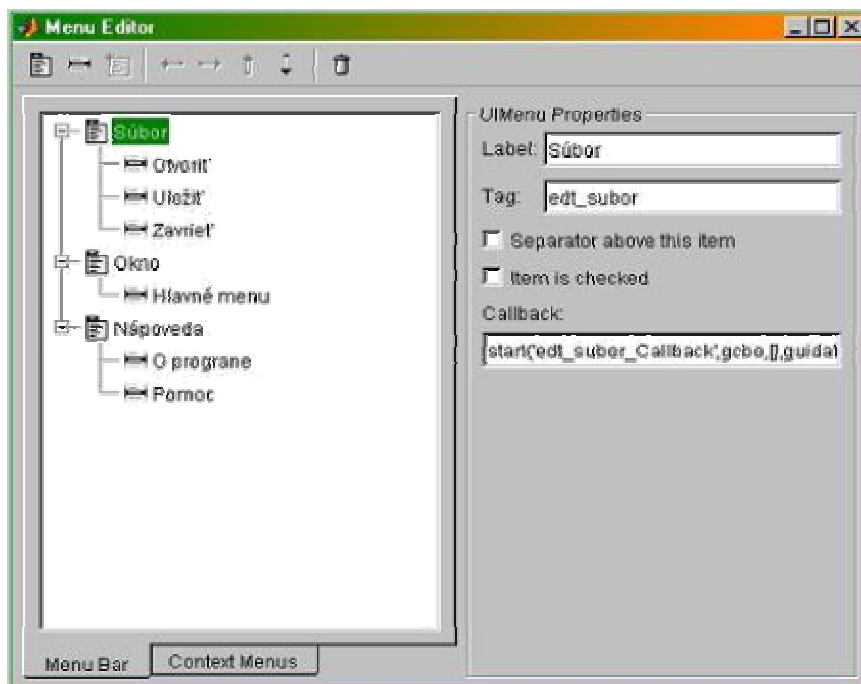 Menu Editor
Súbor
Otvoriť
Uložiť
Zavrieť
Okno
Hlavné menu
Nápoveda
O prograne
Pomoc
Menu Bar
Context Menus
UIMenu Properties
Label: Súbor
Tag: edt_subor
Separator above this item
Item is checked
Callback:
start('edt_subor_Callback',gcbo,[],guidat